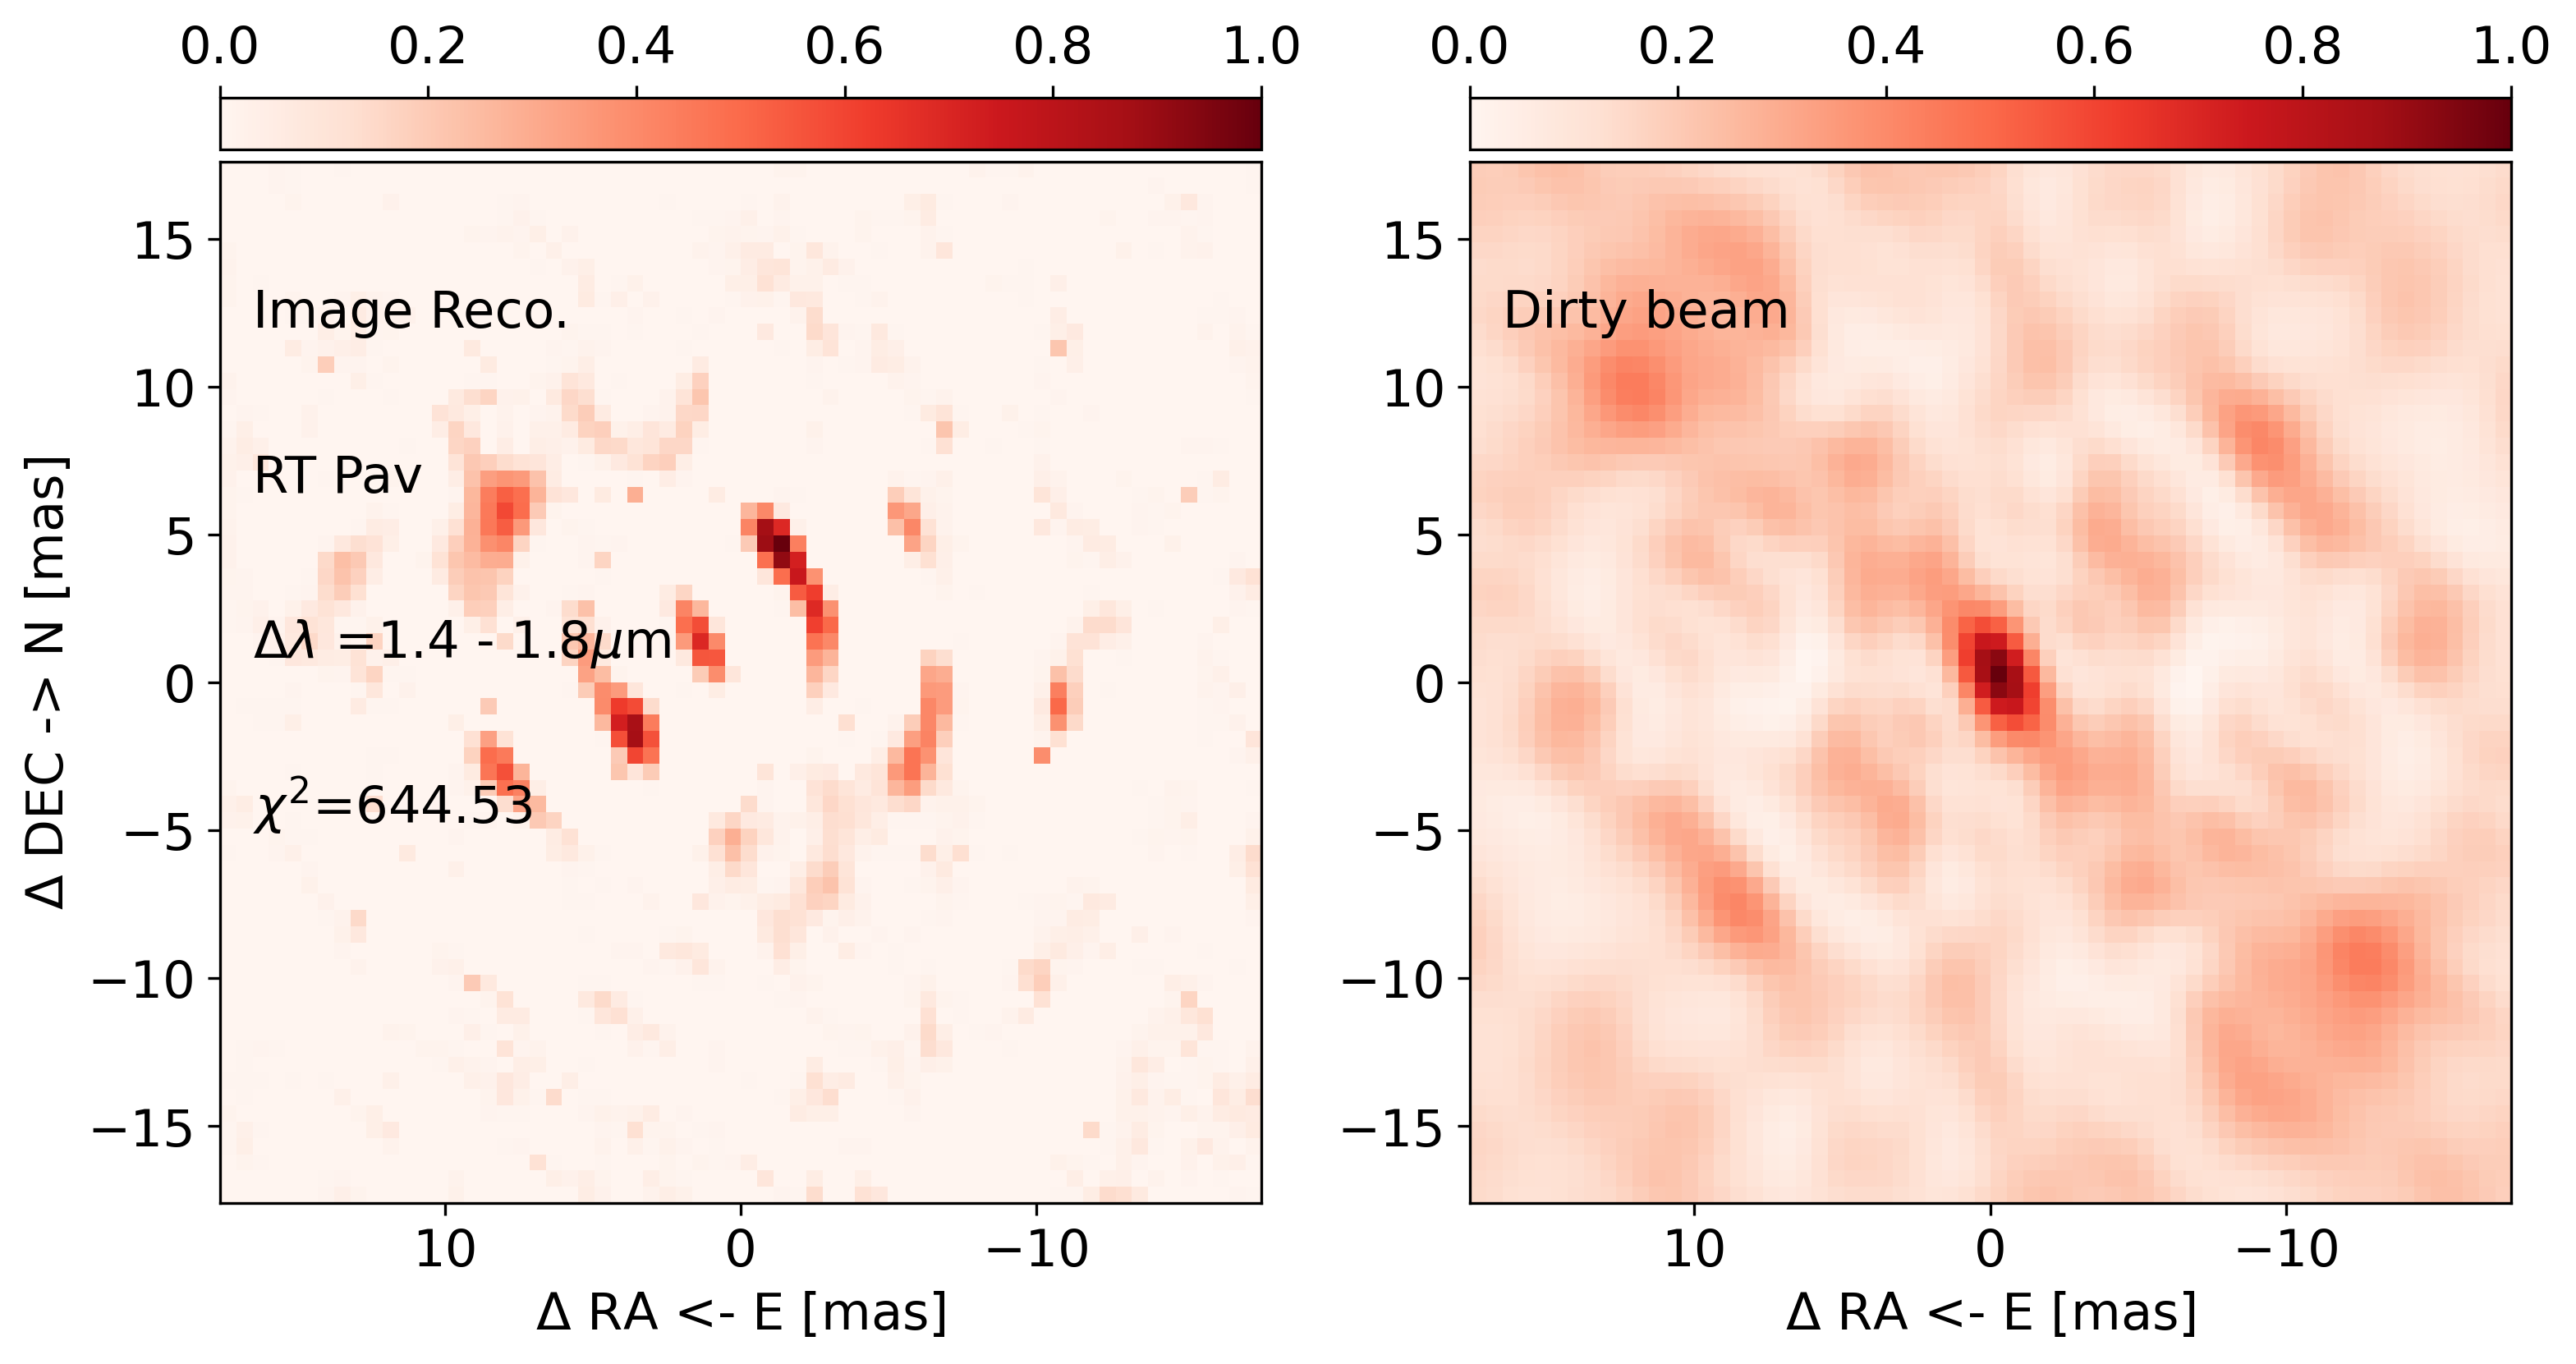 0.0 0.2 0.4 0.6 0.8 1.0
0.0 0.2 0.4 0.6 0.8 1.0
Δ DEC -> N [mas]
15
10
5
0
−5
−10
−15
Image Reco.
RT Pav
Δλ =1.4 - 1.8μm
χ²=644.53
10 0 −10
Δ RA <- E [mas]
15
10
5
0
−5
−10
−15
Dirty beam
10 0 −10
Δ RA <- E [mas]